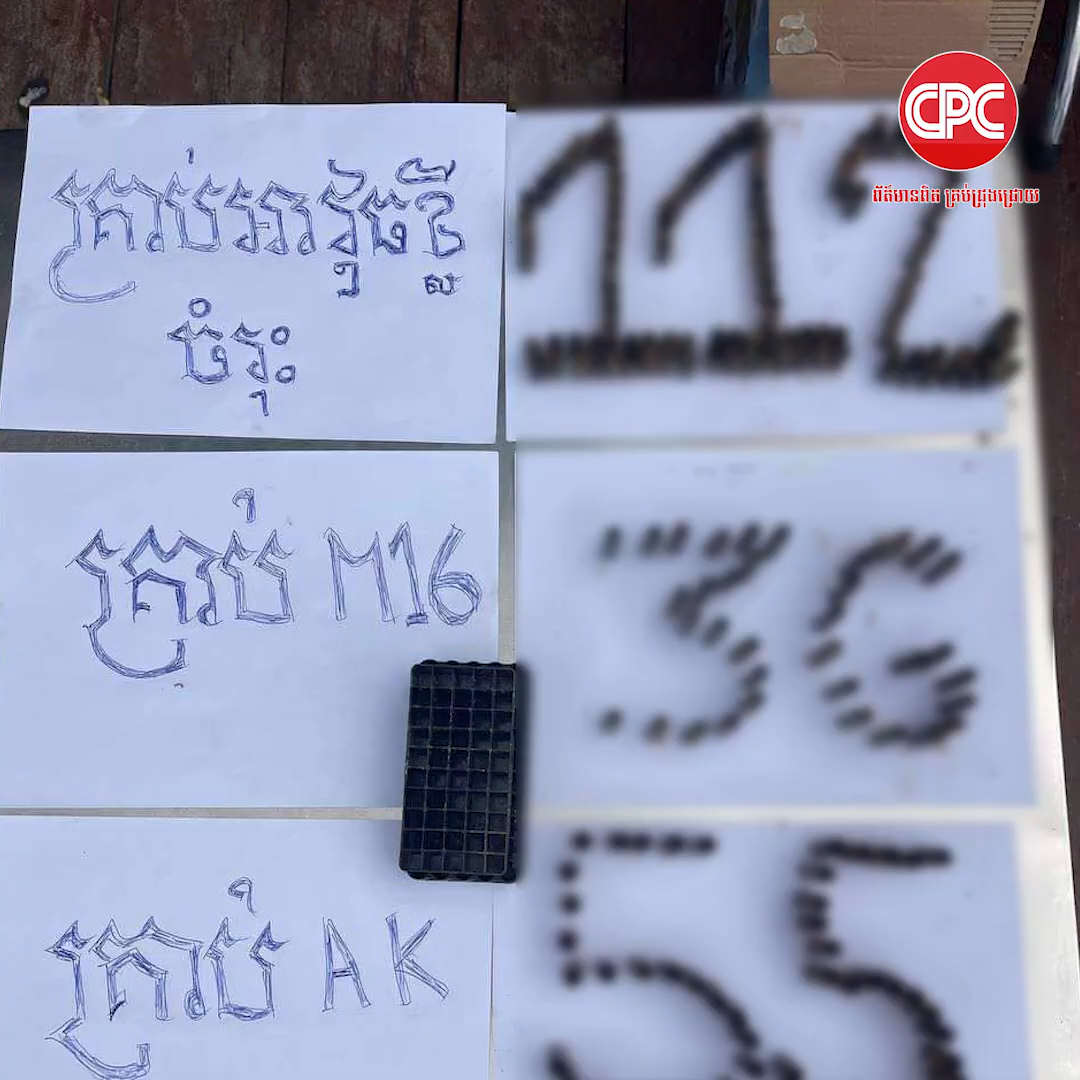 CPC
ព័ត៌មានពិត គ្រប់ជ្រុងជ្រោយ
គ្រាប់អាវុធខ្លី
ចំរុះ
112
គ្រាប់ M16
36
គ្រាប់ AK
55